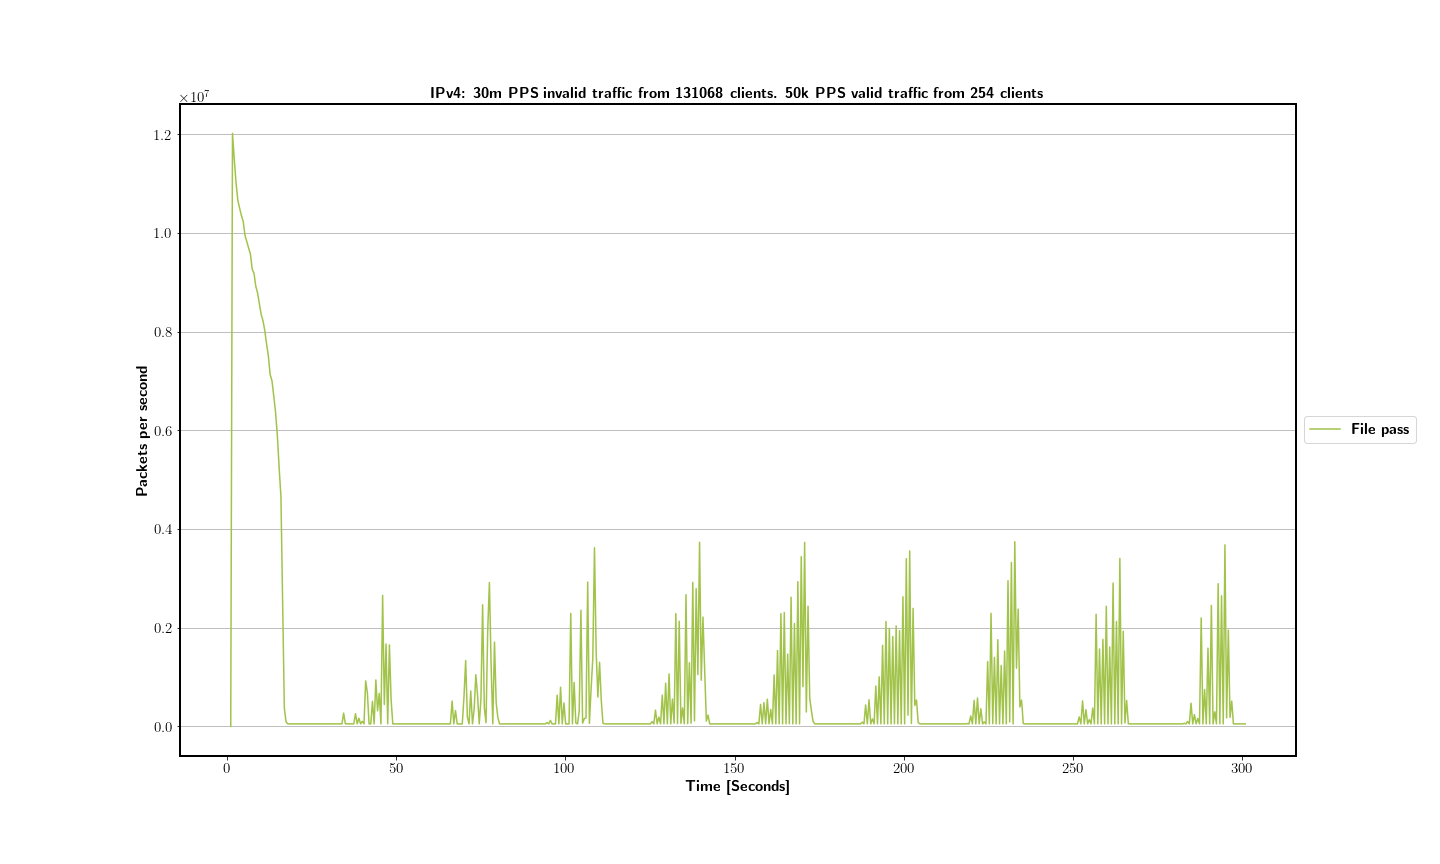 IPv4: 30m PPS invalid traffic from 131068 clients. 50k PPS valid traffic from 254 clients
×10⁷
1.2
1.0
0.8
0.6
0.4
0.2
0.0
Packets per second
File pass
0 50 100 150 200 250 300
Time [Seconds]